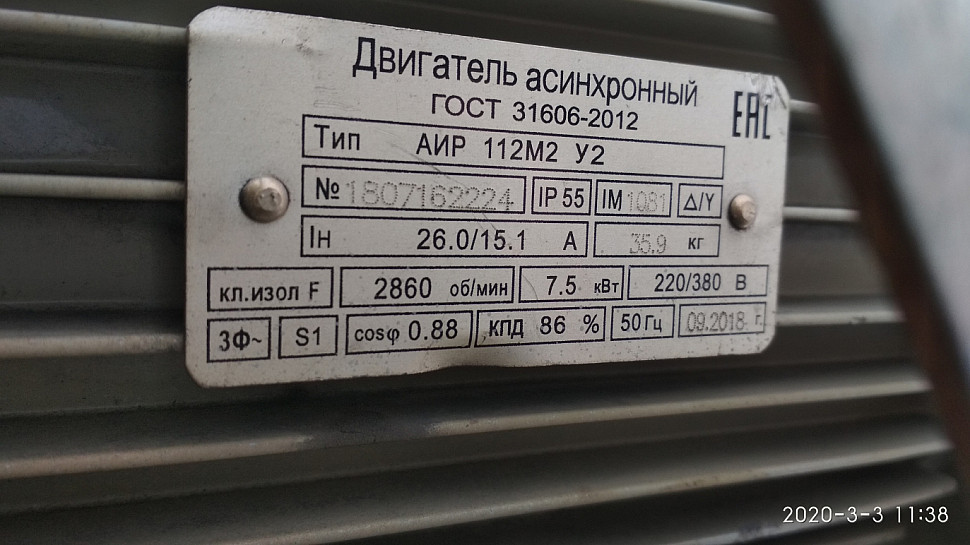 Двигатель асинхронный
ГОСТ 31606-2012
EAC
Тип АИР 112М2 У2
№ 1807162224 IP 55 IM 1081 Δ/Y
Iн 26.0/15.1 А 35.9 кг
кл.изол F 2860 об/мин 7.5 кВт 220/380 В
3Ф~ S1 cosφ 0.88 КПД 86 % 50 Гц 09.2018 г.
2020-3-3 11:38